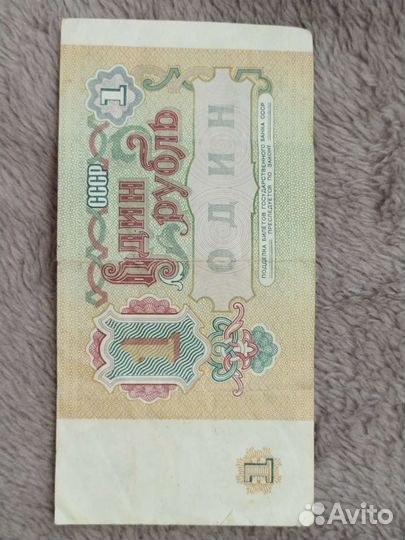 1
СССР
Один
рубль
ОДИН
ПОДДЕЛКА БИЛЕТОВ ГОСУДАРСТВЕННОГО БАНКА СССР
ПРЕСЛЕДУЕТСЯ ПО ЗАКОНУ
1
1
Avito